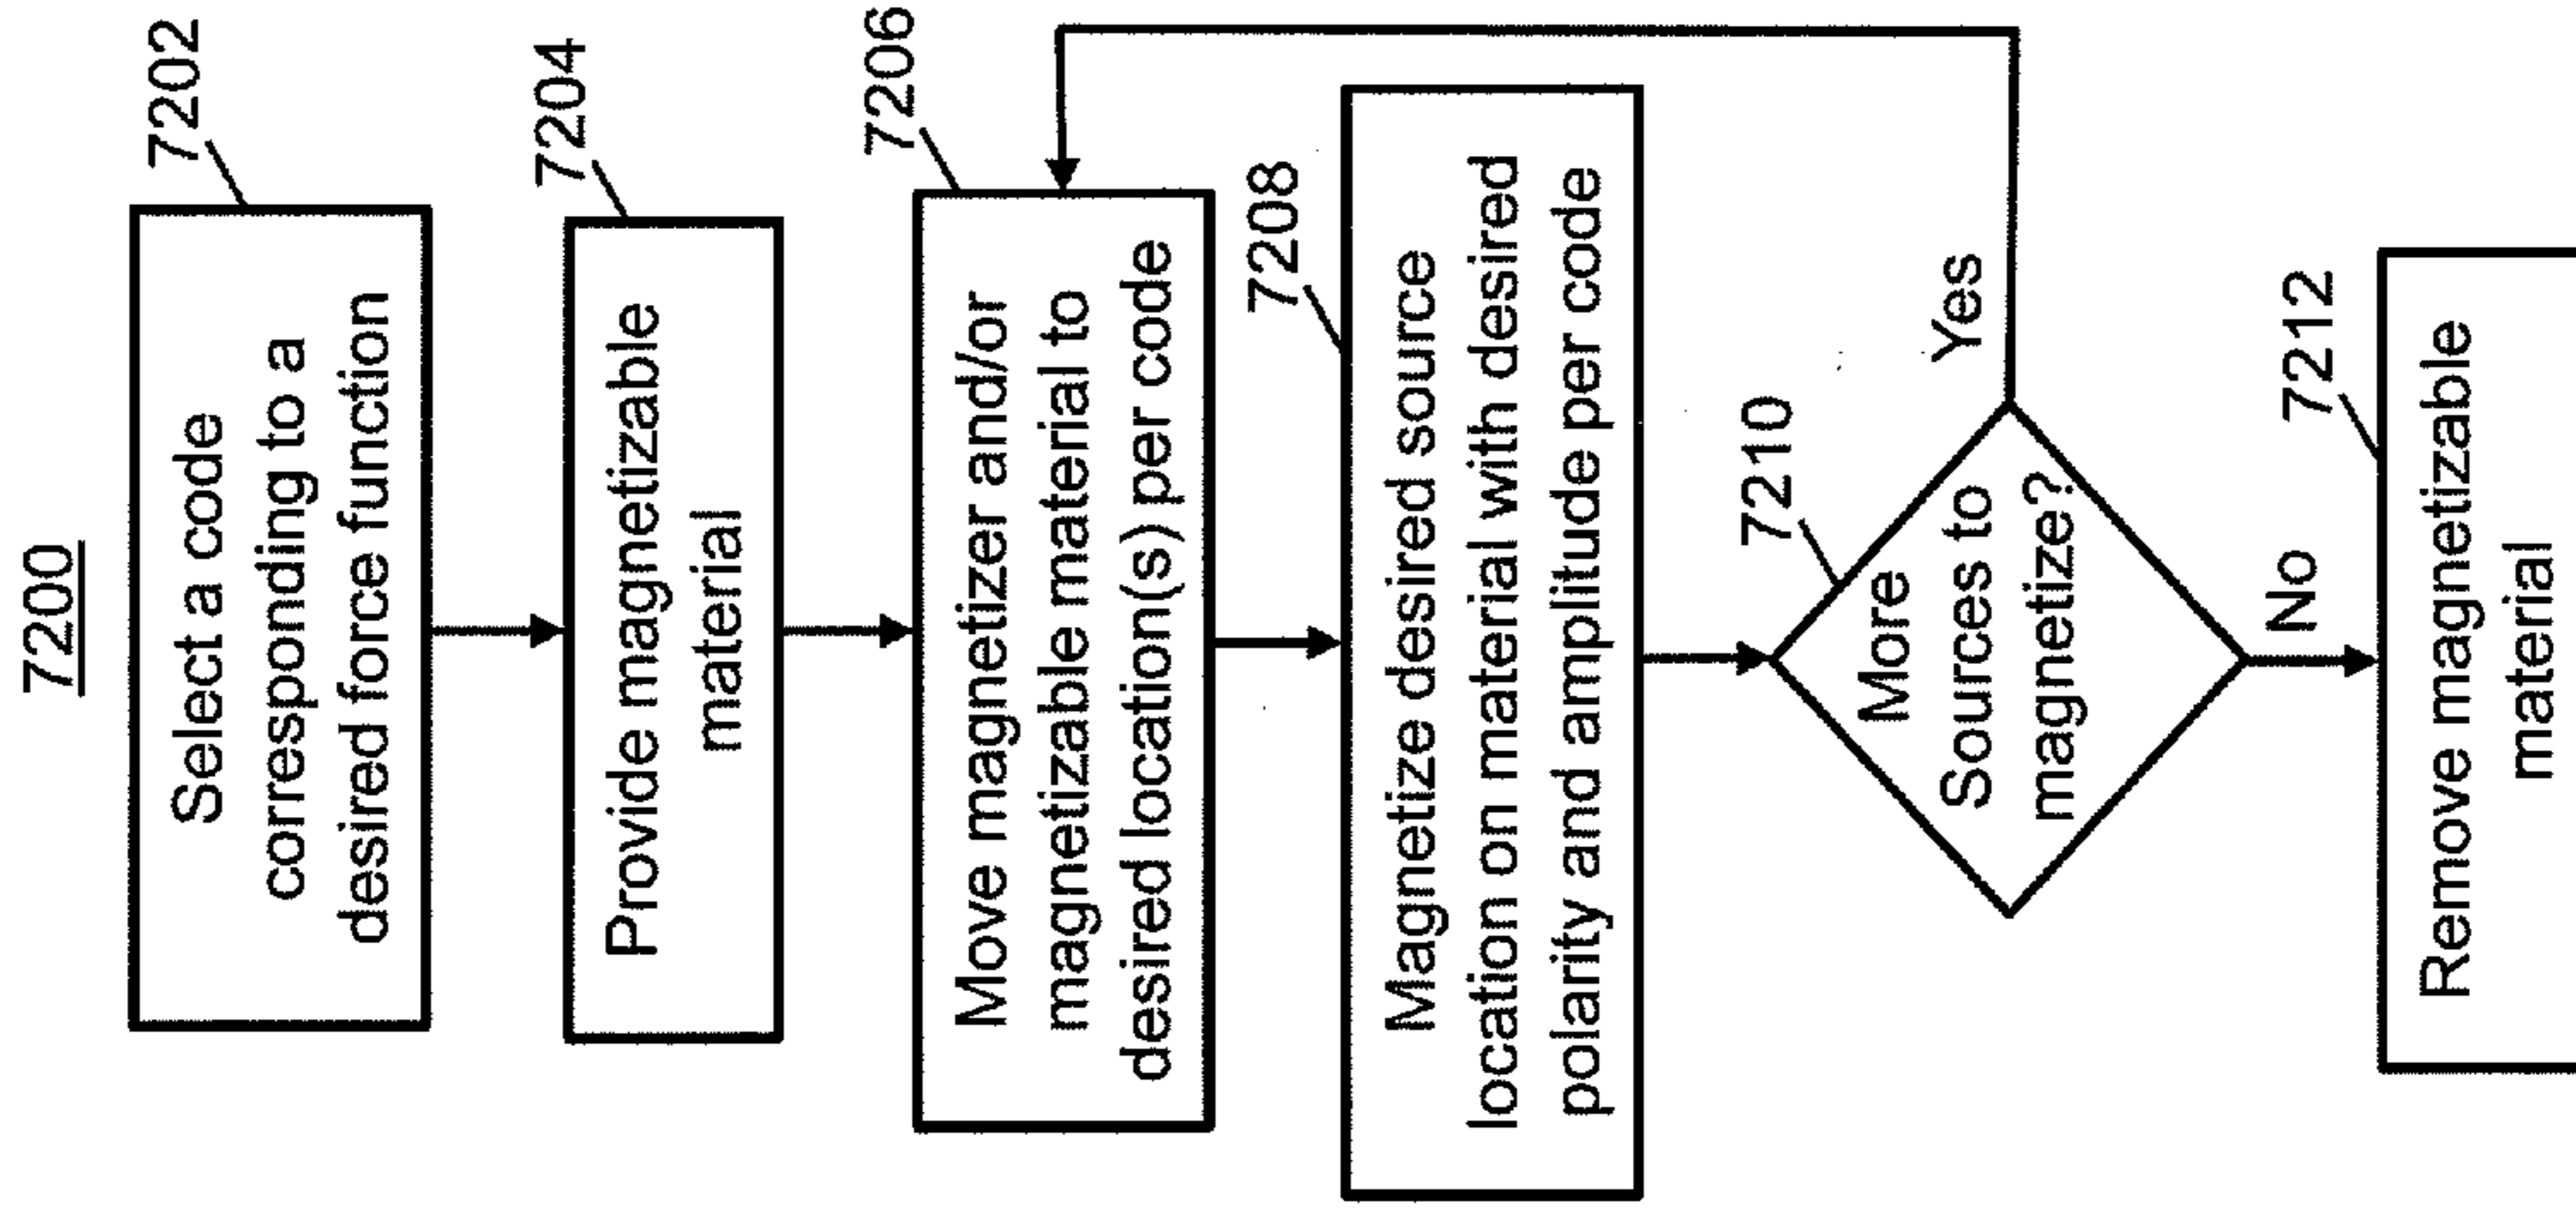 7200
7202
Select a code
corresponding to a
desired force function
7204
Provide magnetizable
material
7206
Move magnetizer and/or
magnetizable material to
desired location(s) per code
7208
Magnetize desired source
location on material with desired
polarity and amplitude per code
7210
More
Sources to
magnetize?
Yes
No
7212
Remove magnetizable
material